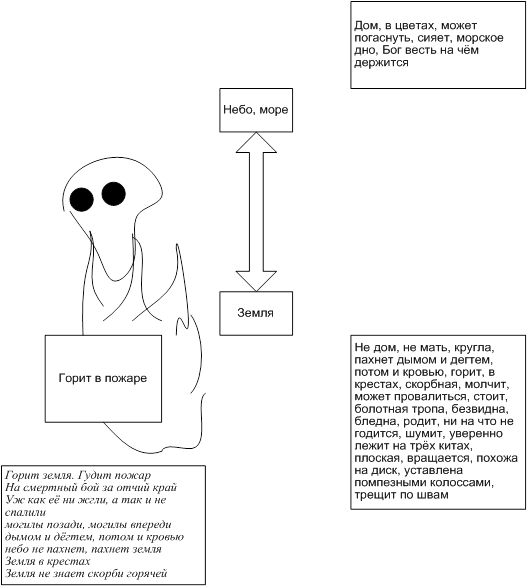 Дом, в цветах, может
погаснуть, сияет, морское
дно, Бог весть на чём
держится
Небо, море
Земля
Горит в пожаре
Не дом, не мать, кругла,
пахнет дымом и дегтем,
потом и кровью, горит, в
крестах, скорбная, молчит,
может провалиться, стоит,
болотная тропа, безвидна,
бледна, родит, ни на что не
годится, шумит, уверенно
лежит на трёх китах,
плоская, вращается, похожа
на диск, уставлена
помпезными колоссами,
трещит по швам
Горит земля. Гудит пожар
На смертный бой за отчий край
Уж как её ни жгли, а так и не
спалили
могилы позади, могилы впереди
дымом и дёгтем, потом и кровью
небо не пахнет, пахнет земля
Земля в крестах
Земля не знает скорби горячей